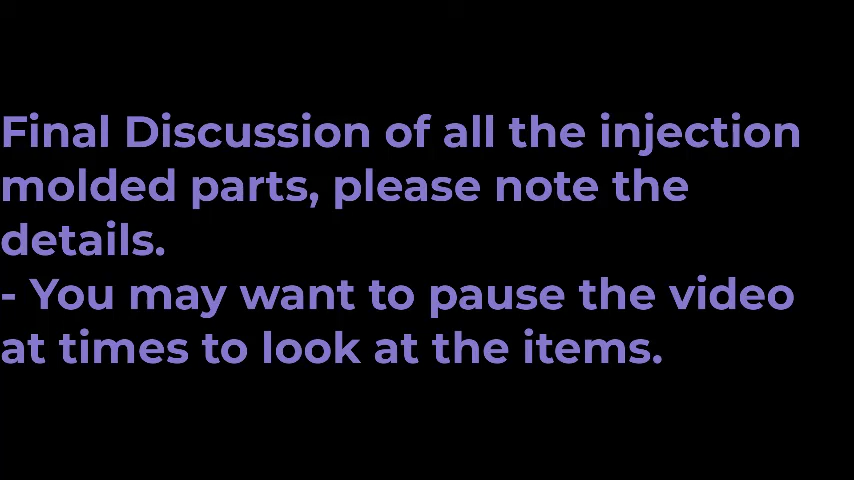 Final Discussion of all the injection
molded parts, please note the
details.
- You may want to pause the video
at times to look at the items.